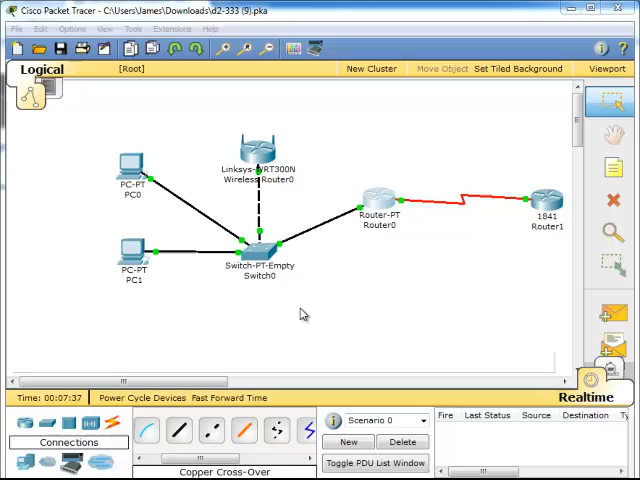 Cisco Packet Tracer - C:\Users\James\Downloads\d2-333 (9).pka
File Edit Options View Tools Extensions Help
Logical [Root] New Cluster Move Object Set Tiled Background Viewport
Linksys-WRT300N
Wireless Router0
PC-PT
PC0
Router-PT
Router0
1841
Router1
PC-PT
PC1
Switch-PT-Empty
Switch0
Time: 00:07:37 Power Cycle Devices Fast Forward Time Realtime
Connections
Copper Cross-Over
Scenario 0
New Delete
Toggle PDU List Window
Fire Last Status Source Destination Ty